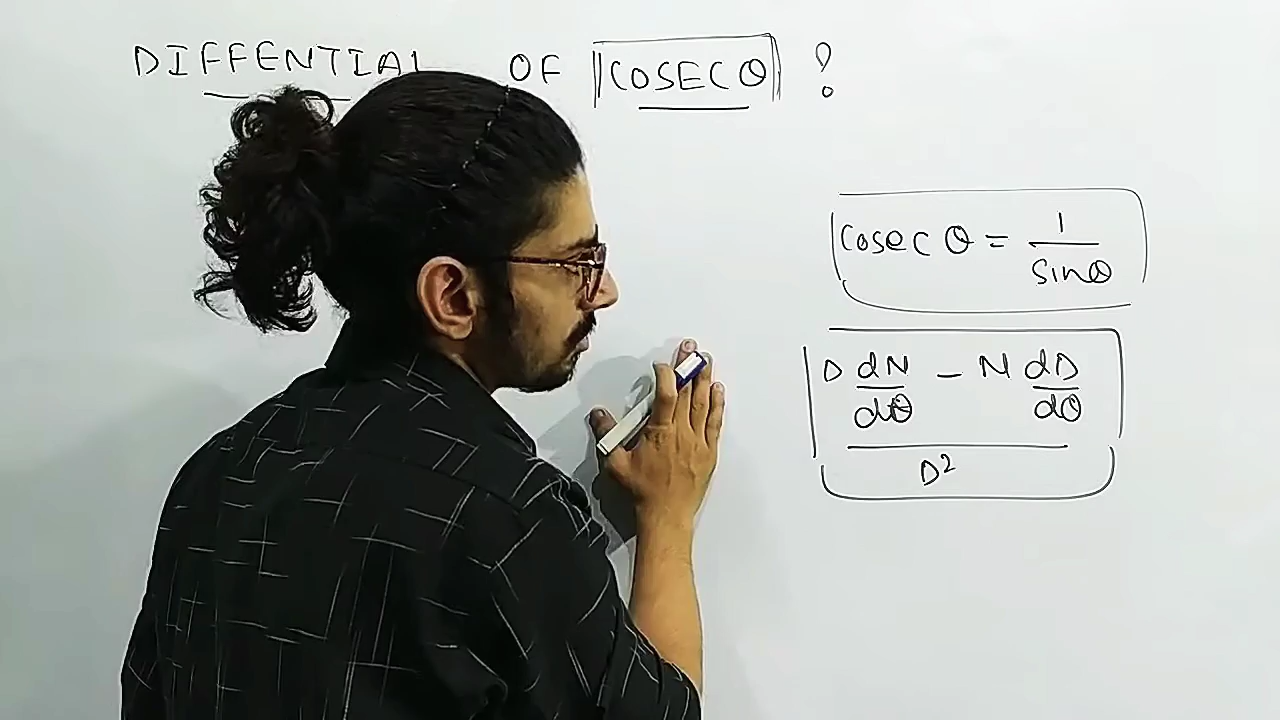 DIFFENTIAL OF COSECθ ?
cosec θ = 1/sinθ
D dN/dθ - N dD/dθ
D²